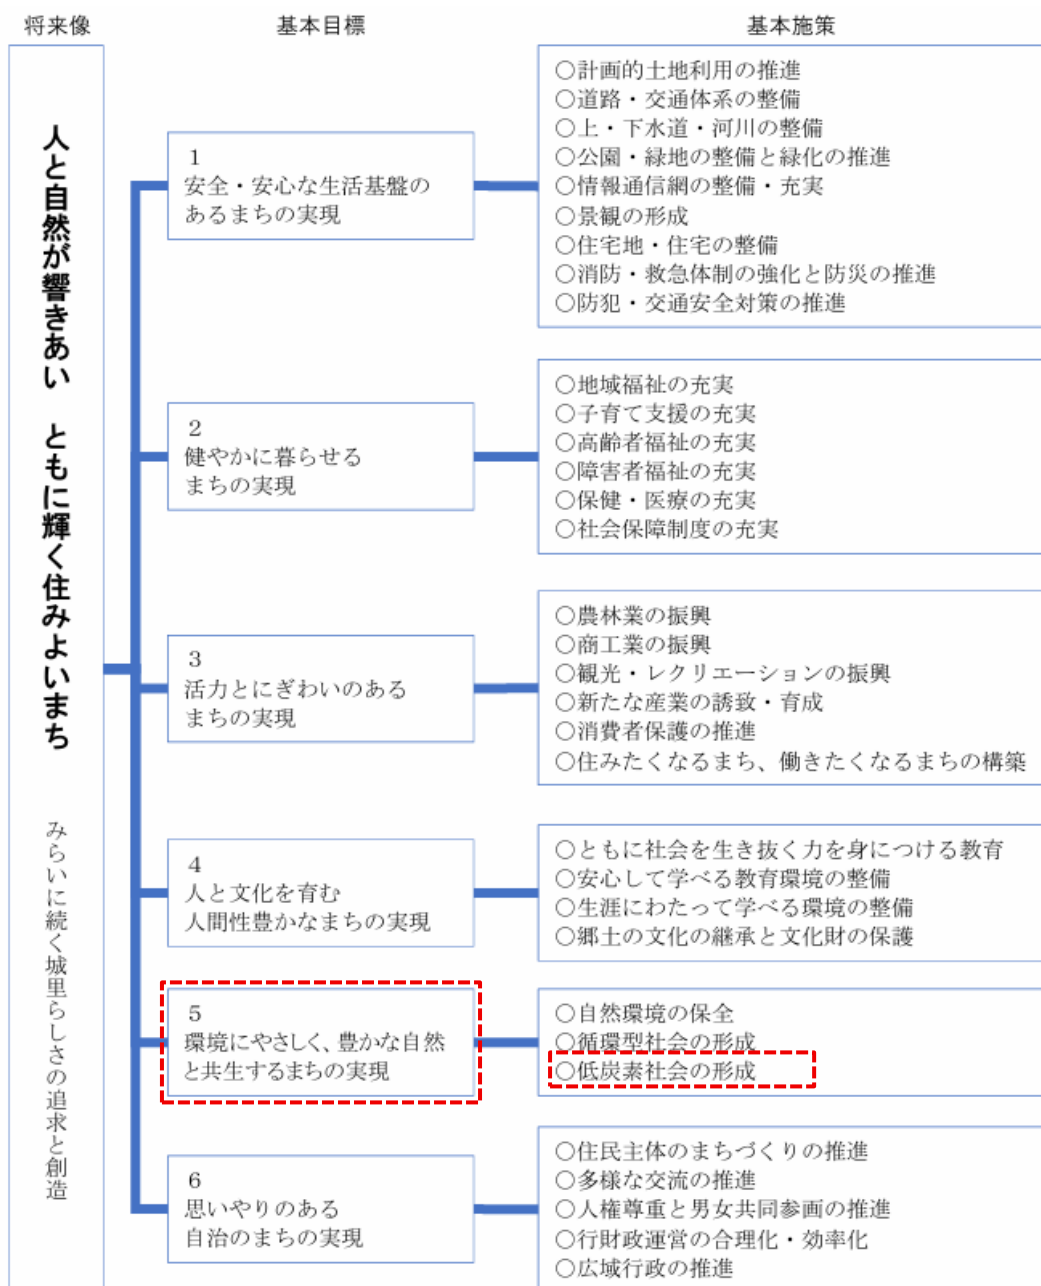 将来像
基本目標
基本施策
人と自然が響きあい ともに輝く住みよいまち
みらいに続く城里らしさの追求と創造
1
安全・安心な生活基盤の
あるまちの実現
○計画的土地利用の推進
○道路・交通体系の整備
○上・下水道・河川の整備
○公園・緑地の整備と緑化の推進
○情報通信網の整備・充実
○景観の形成
○住宅地・住宅の整備
○消防・救急体制の強化と防災の推進
○防犯・交通安全対策の推進
2
健やかに暮らせる
まちの実現
○地域福祉の充実
○子育て支援の充実
○高齢者福祉の充実
○障害者福祉の充実
○保健・医療の充実
○社会保障制度の充実
3
活力とにぎわいのある
まちの実現
○農林業の振興
○商工業の振興
○観光・レクリエーションの振興
○新たな産業の誘致・育成
○消費者保護の推進
○住みたくなるまち、働きたくなるまちの構築
4
人と文化を育む
人間性豊かなまちの実現
○ともに社会を生き抜く力を身につける教育
○安心して学べる教育環境の整備
○生涯にわたって学べる環境の整備
○郷土の文化の継承と文化財の保護
5
環境にやさしく、豊かな自然
と共生するまちの実現
○自然環境の保全
○循環型社会の形成
○低炭素社会の形成
6
思いやりのある
自治のまちの実現
○住民主体のまちづくりの推進
○多様な交流の推進
○人権尊重と男女共同参画の推進
○行財政運営の合理化・効率化
○広域行政の推進